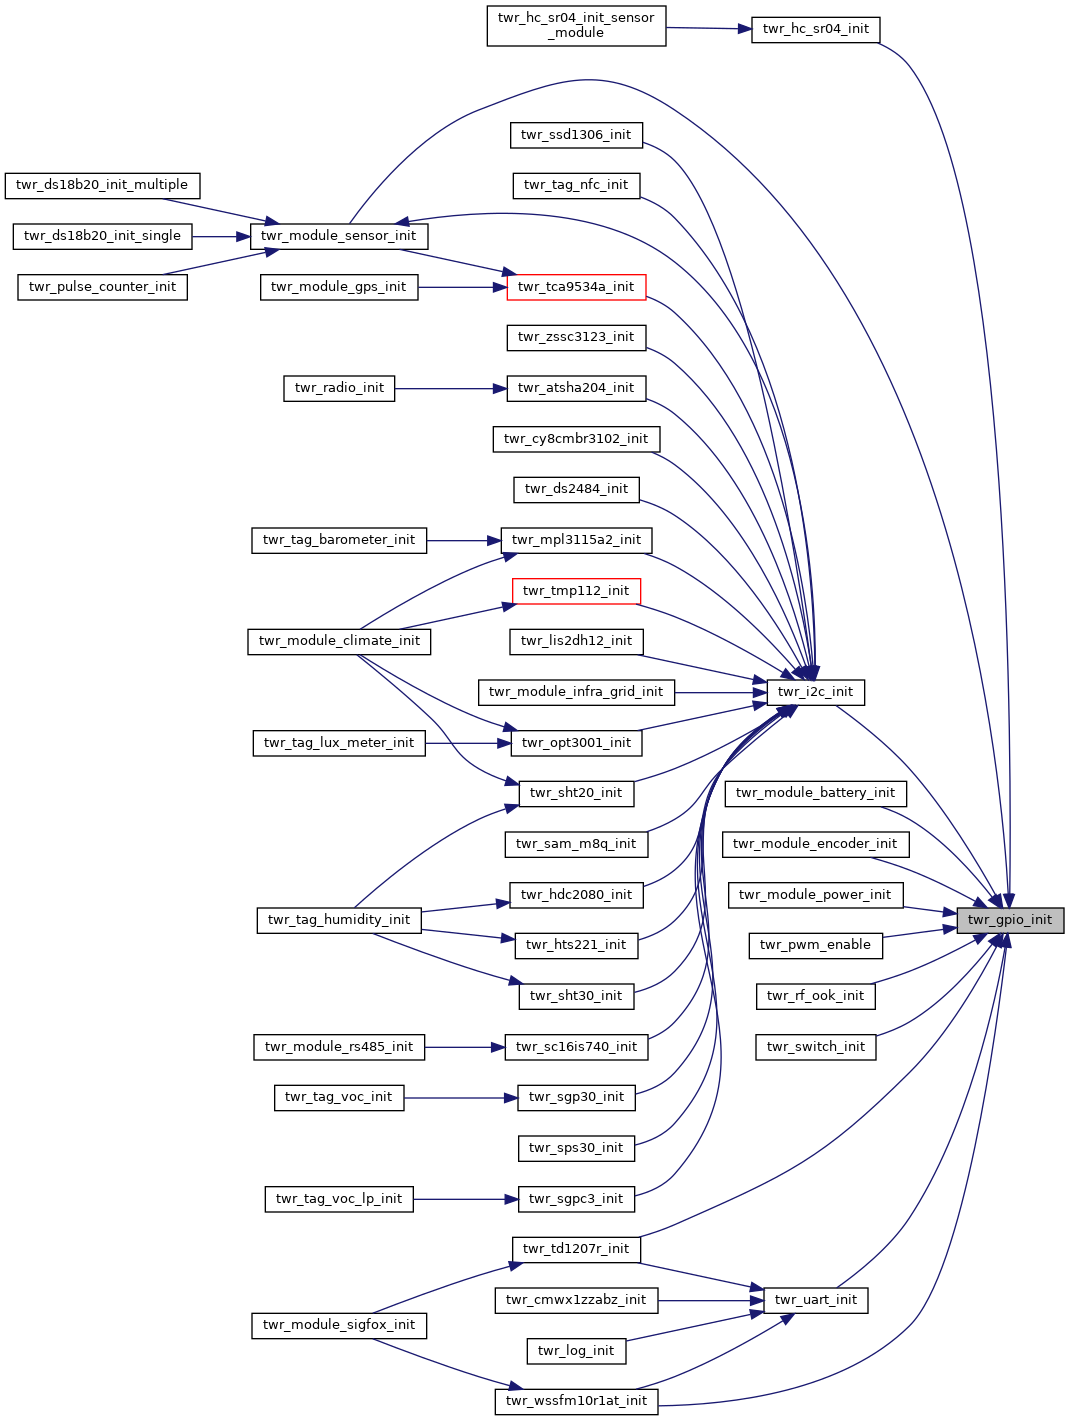 twr_hc_sr04_init_sensor
_module
twr_hc_sr04_init
twr_ssd1306_init
twr_tag_nfc_init
twr_ds18b20_init_multiple
twr_ds18b20_init_single
twr_module_sensor_init
twr_pulse_counter_init
twr_module_gps_init
twr_tca9534a_init
twr_zssc3123_init
twr_radio_init
twr_atsha204_init
twr_cy8cmbr3102_init
twr_ds2484_init
twr_tag_barometer_init
twr_mpl3115a2_init
twr_tmp112_init
twr_module_climate_init
twr_lis2dh12_init
twr_module_infra_grid_init
twr_i2c_init
twr_tag_lux_meter_init
twr_opt3001_init
twr_sht20_init
twr_module_battery_init
twr_sam_m8q_init
twr_module_encoder_init
twr_hdc2080_init
twr_module_power_init
twr_tag_humidity_init
twr_gpio_init
twr_hts221_init
twr_pwm_enable
twr_sht30_init
twr_rf_ook_init
twr_module_rs485_init
twr_sc16is740_init
twr_switch_init
twr_tag_voc_init
twr_sgp30_init
twr_sps30_init
twr_tag_voc_lp_init
twr_sgpc3_init
twr_td1207r_init
twr_cmwx1zzabz_init
twr_uart_init
twr_module_sigfox_init
twr_log_init
twr_wssfm10r1at_init